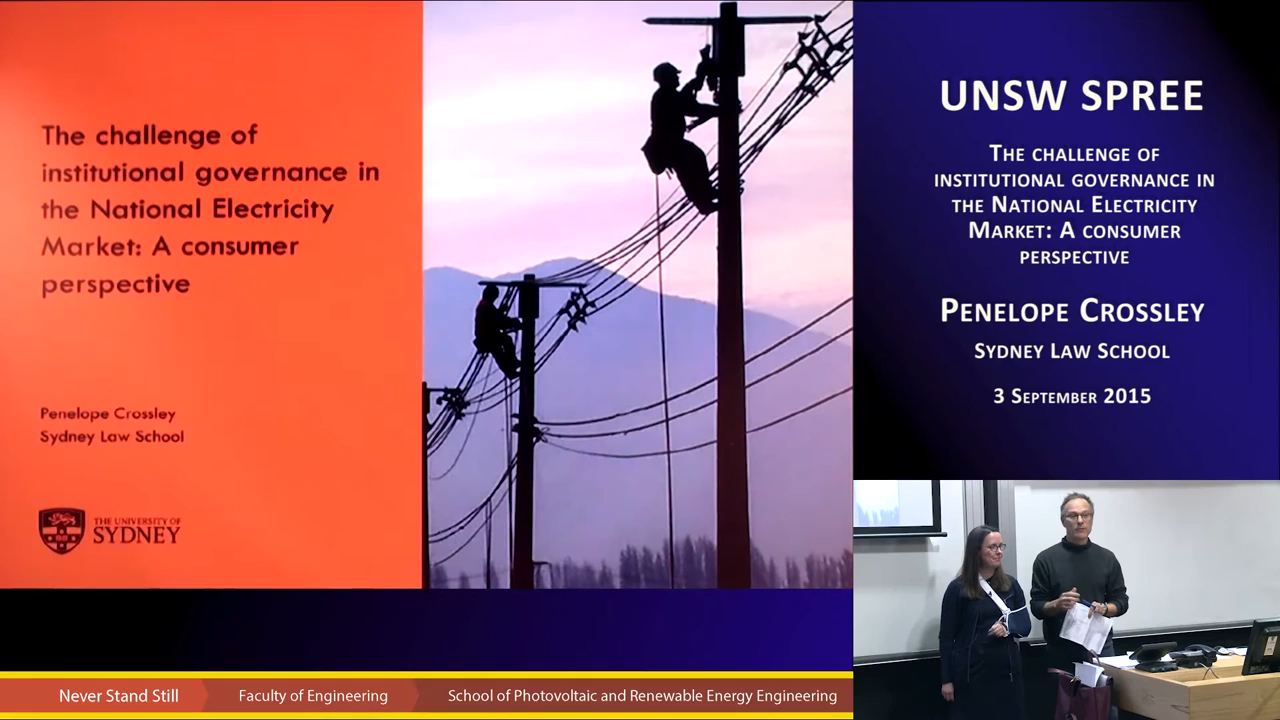 The challenge of
institutional governance in
the National Electricity
Market: A consumer
perspective
Penelope Crossley
Sydney Law School
THE UNIVERSITY OF
SYDNEY
UNSW SPREE
The challenge of
institutional governance in
the National Electricity
Market: A consumer
perspective
Penelope Crossley
Sydney Law School
3 September 2015
Never Stand Still
Faculty of Engineering
School of Photovoltaic and Renewable Energy Engineering